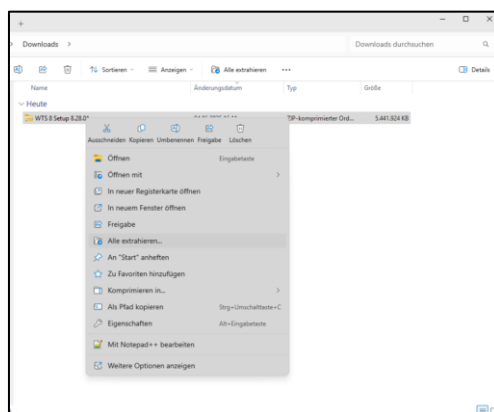 Downloads
Downloads durchsuchen
Sortieren
Anzeigen
Alle extrahieren
Details
Name Änderungsdatum Typ Größe
Heute
WTS 8 Setup 8.28.0 ZIP-komprimierter Ord... 5.441.924 KB
Ausschneiden Kopieren Umbenennen Freigabe Löschen
Öffnen Eingabetaste
Öffnen mit
In neuer Registerkarte öffnen
In neuem Fenster öffnen
Freigabe
Alle extrahieren...
An "Start" anheften
Zu Favoriten hinzufügen
Komprimieren in...
Als Pfad kopieren Strg+Umschalttaste+C
Eigenschaften Alt+Eingabetaste
Mit Notepad++ bearbeiten
Weitere Optionen anzeigen